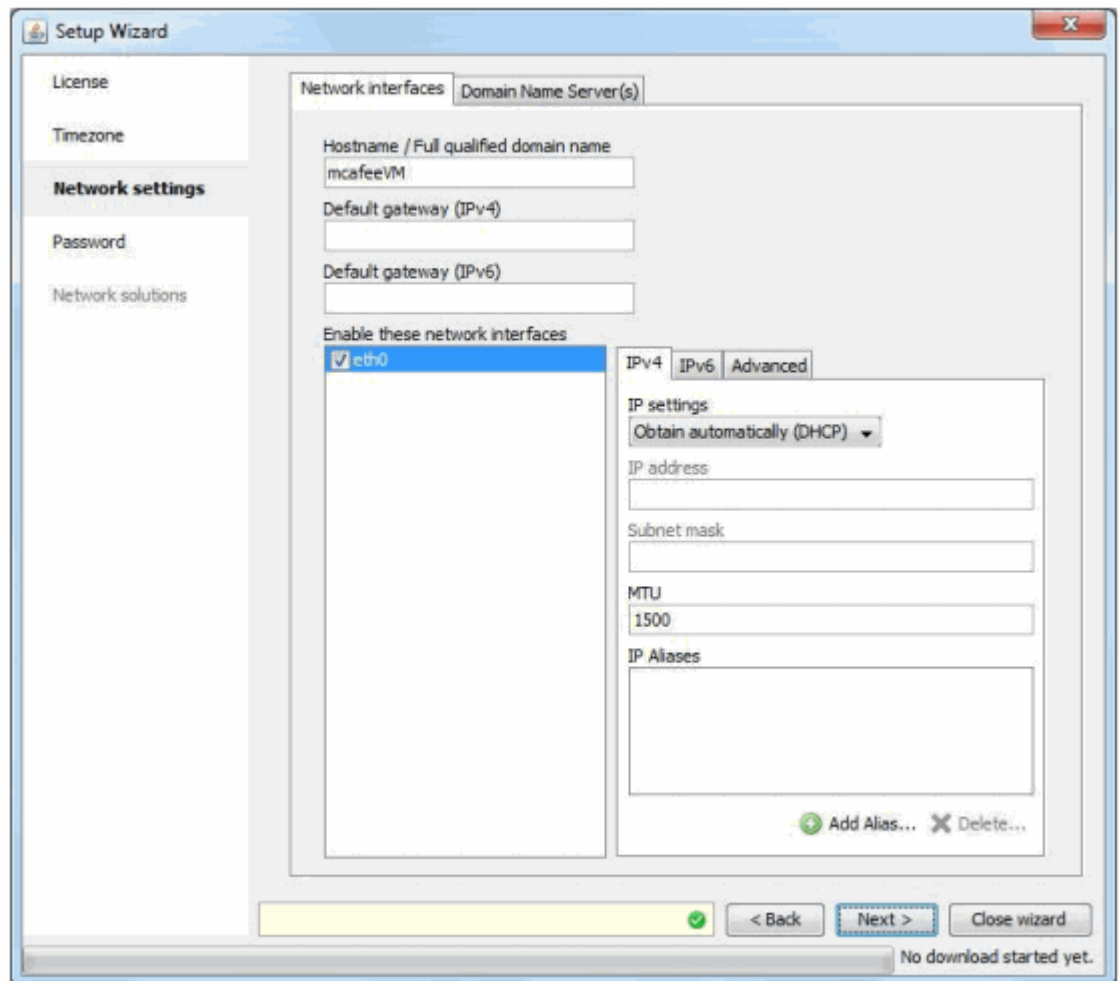 Setup Wizard
License
Timezone
Network settings
Password
Network solutions
Network interfaces
Domain Name Server(s)
Hostname / Full qualified domain name
mcafeeVM
Default gateway (IPv4)
Default gateway (IPv6)
Enable these network interfaces
eth0
IPv4 IPv6 Advanced
IP settings
Obtain automatically (DHCP)
IP address
Subnet mask
MTU
1500
IP Aliases
Add Alias... Delete...
< Back Next > Close wizard
No download started yet.